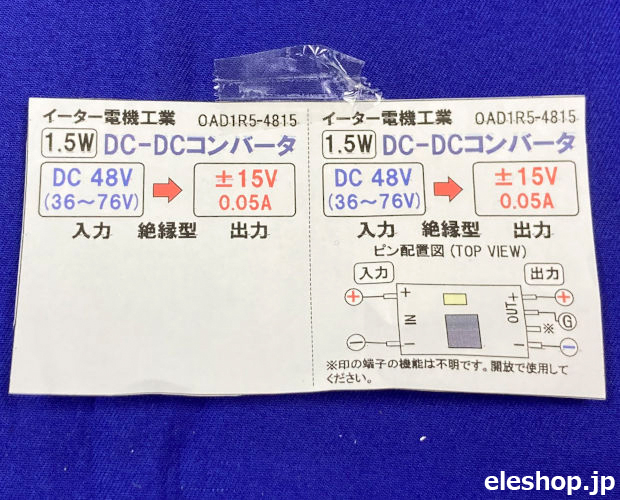 イーター電機工業 OAD1R5-4815
1.5W DC-DCコンバータ
DC 48V ±15V
(36～76V) 0.05A
入力 絶縁型 出力
イーター電機工業 OAD1R5-4815
1.5W DC-DCコンバータ
DC 48V ±15V
(36～76V) 0.05A
入力 絶縁型 出力
ピン配置図(TOP VIEW)
入力 出力
+ + OUT+ +
IN G
※
- - - -
※印の端子の機能は不明です。開放で使用して
ください。
eleshop.jp